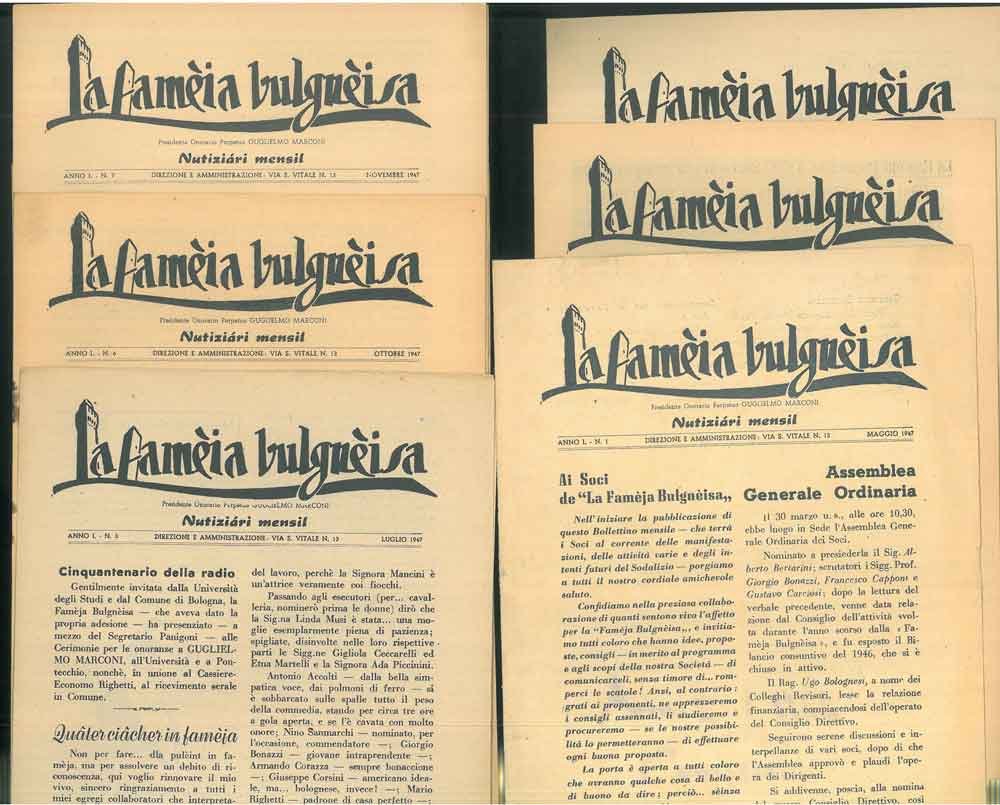 La Famèia bulgnèisa
Presidente Onorario Perpetuo GUGLIELMO MARCONI
Nutiziári mensil
ANNO I. - N. 7 DIREZIONE E AMMINISTRAZIONE: VIA S. VITALE N. 13 NOVEMBRE 1947
La Famèia bulgnèisa
Presidente Onorario Perpetuo GUGLIELMO MARCONI
Nutiziári mensil
ANNO I. - N. 6 DIREZIONE E AMMINISTRAZIONE: VIA S. VITALE N. 13 OTTOBRE 1947
La Famèia bulgnèisa
Presidente Onorario Perpetuo GUGLIELMO MARCONI
Nutiziári mensil
ANNO I. - N. 3 DIREZIONE E AMMINISTRAZIONE: VIA S. VITALE N. 13 LUGLIO 1947
Cinquantenario della radio
Gentilmente invitata dalla Università
degli Studi e dal Comune di Bologna, la
Famèja Bulgnèisa — che aveva dato la
propria adesione — ha presenziato — a
mezzo del Segretario Panigoni — alle
Cerimonie per le onoranze a GUGLIEL-
MO MARCONI, all'Università e a Pon-
tecchio, nonchè, in unione al Cassiere-
Economo Righetti, al ricevimento serale
in Comune.
Quàter ciàcher in famèja
Non per fare... dla pulèint in fa-
mèja, ma per assolvere un debito di ri-
conoscenza, qui voglio rinnovare il mio
vivo, sincero ringraziamento a tutti i
miei egregi collaboratori che interpreta-
del lavoro, perchè la Signora Mancini è
un'attrice veramente coi fiocchi.
Passando agli esecutori (per... caval-
leria, nominerò prima le donne) dirò che
la Sig.na Linda Musi è stata... una mo-
glie esemplarmente piena di pazienza;
spigliate, disinvolte nelle loro rispettive
parti le Sigg.ne Gigliola Ceccarelli ed
Etna Martelli e la Signora Ada Piccinini.
Antonio Accolti — dalla bella sim-
patica voce, dai polmoni di ferro — si
è sobbarcato sulle spalle tutto il peso
della commedia, stando per circa tre ore
a gola aperta, e se l'è cavata con molto
onore; Nino Sanmarchi — nominato, per
l'occasione, commendatore —; Giorgio
Bonazzi — giovane intraprendente —;
Armando Corazza — sempre bonaccione
—; Giuseppe Corsini — americano idea-
le, ma... bolognese, invece! —; Mario
Righetti — padrone di casa perfetto —;
La Famèia bulgnèisa
La Famèia bulgnèisa
La Famèia bulgnèisa
Presidente Onorario Perpetuo GUGLIELMO MARCONI
Nutiziári mensil
ANNO I. - N. 1 DIREZIONE E AMMINISTRAZIONE: VIA S. VITALE N. 13 MAGGIO 1947
Ai Soci
de "La Famèja Bulgnèisa„
Nell'iniziare la pubblicazione di
questo Bollettino mensile — che terrà
i Soci al corrente delle manifesta-
zioni, delle attività varie e degli in-
tenti futuri del Sodalizio — porgiamo
a tutti il nostro cordiale amichevole
saluto.
Confidiamo nella preziosa collabo-
razione di quanti sentono vivo l'affetto
per la "Famèja Bulgnèisa„, e invitia-
mo tutti coloro che hanno idee, propo-
ste, consigli — in merito al programma
e agli scopi della nostra Società — di
comunicarceli, senza timore di... rom-
perci le scatole! Anzi, al contrario:
grati ai proponenti, ne apprezzeremo
i consigli assennati, li studieremo e
procureremo — se le nostre possibi-
lità lo permetteranno — di effettuare
ogni buona proposta.
La porta è aperta a tutti coloro
che avranno qualche cosa di bello e
di buono da dire; perciò... sèinza
Assemblea
Generale Ordinaria
Il 30 marzo u. s., alle ore 10,30,
ebbe luogo in Sede l'Assemblea Gene-
rale Ordinaria dei Soci.
Nominato a presiederla il Sig. Al-
berto Bertarini; scrutatori i Sigg. Prof.
Giorgio Bonazzi, Francesco Capponi e
Gustavo Carciosi; dopo la lettura del
verbale precedente, venne data rela-
zione dal Consiglio dell'attività svol-
ta durante l'anno scorso dalla « Fa-
mèja Bulgnèisa », e fu esposto il Bi-
lancio consuntivo del 1946, che si è
chiuso in attivo.
Il Rag. Ugo Bolognesi, a nome dei
Colleghi Revisori, lesse la relazione
finanziaria, compiacendosi dell'operato
del Consiglio Direttivo.
Seguirono serene discussioni e in-
terpellanze di vari soci, dopo di che
l'Assemblea approvò e plaudì l'ope-
ra dei Dirigenti.
Si addivenne, poscia, alla nomina
Consiglio Direttivo, così